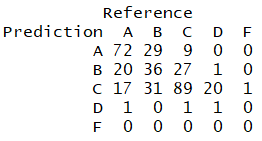 Reference
Prediction A B C D F
A 72 29 9 0 0
B 20 36 27 1 0
C 17 31 89 20 1
D 1 0 1 1 0
F 0 0 0 0 0